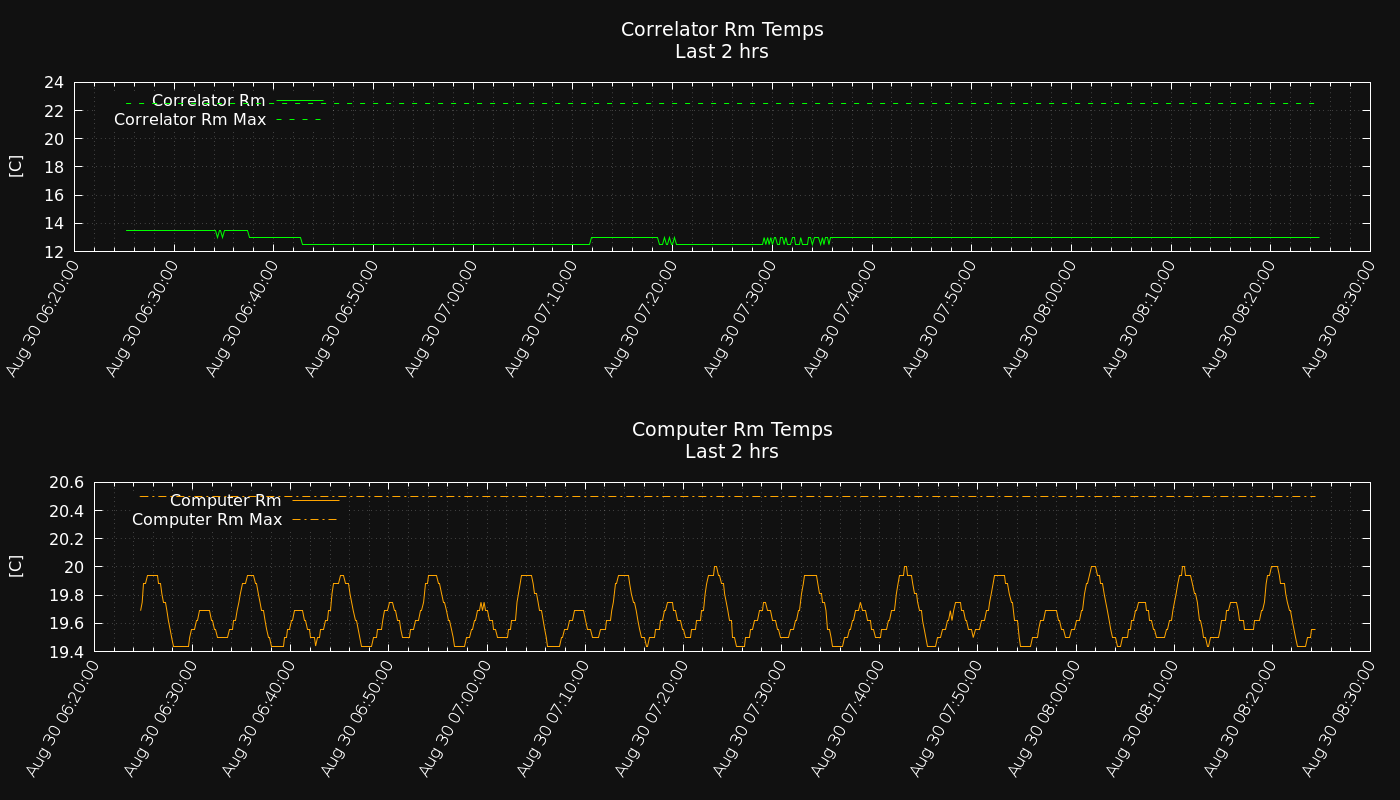 Correlator Rm Temps
Last 2 hrs
24
22
20
18
16
14
12
[C]
Correlator Rm
Correlator Rm Max
Aug 30 06:20:00
Aug 30 06:30:00
Aug 30 06:40:00
Aug 30 06:50:00
Aug 30 07:00:00
Aug 30 07:10:00
Aug 30 07:20:00
Aug 30 07:30:00
Aug 30 07:40:00
Aug 30 07:50:00
Aug 30 08:00:00
Aug 30 08:10:00
Aug 30 08:20:00
Aug 30 08:30:00
Computer Rm Temps
Last 2 hrs
20.6
20.4
20.2
20
19.8
19.6
19.4
[C]
Computer Rm
Computer Rm Max
Aug 30 06:20:00
Aug 30 06:30:00
Aug 30 06:40:00
Aug 30 06:50:00
Aug 30 07:00:00
Aug 30 07:10:00
Aug 30 07:20:00
Aug 30 07:30:00
Aug 30 07:40:00
Aug 30 07:50:00
Aug 30 08:00:00
Aug 30 08:10:00
Aug 30 08:20:00
Aug 30 08:30:00